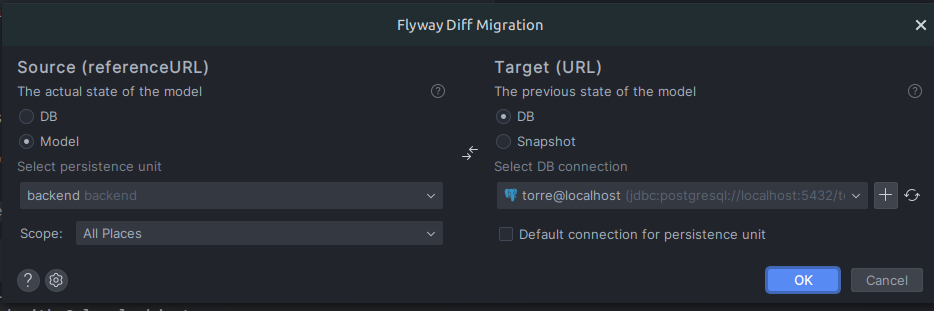 Flyway Diff Migration
Source (referenceURL)
The actual state of the model
DB
Model
Select persistence unit
backend backend
Scope: All Places
Target (URL)
The previous state of the model
DB
Snapshot
Select DB connection
torre@localhost (jdbc:postgresql://localhost:5432/t
Default connection for persistence unit
OK
Cancel